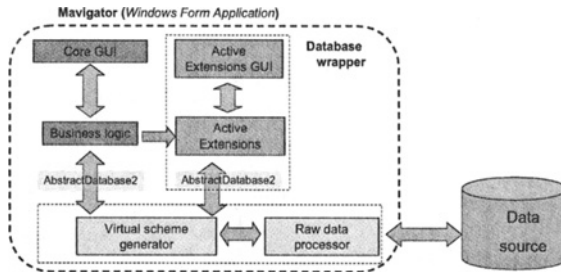 Mavigator (Windows Form Application)
Core GUI
Active
Extensions GUI
Database
wrapper
Business logic
Active
Extensions
AbstractDatabase2
AbstractDatabase2
Virtual scheme
generator
Raw data
processor
Data
source